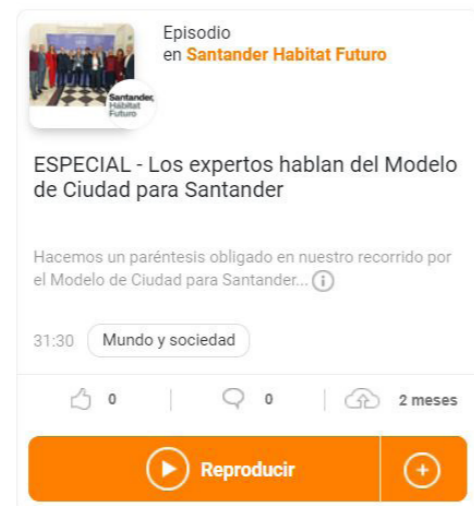 Episodio
en Santander Habitat Futuro
Santander,
Hábitat
Futuro
ESPECIAL - Los expertos hablan del Modelo
de Ciudad para Santander
Hacemos un paréntesis obligado en nuestro recorrido por
el Modelo de Ciudad para Santander...
31:30 Mundo y sociedad
0 0 2 meses
Reproducir